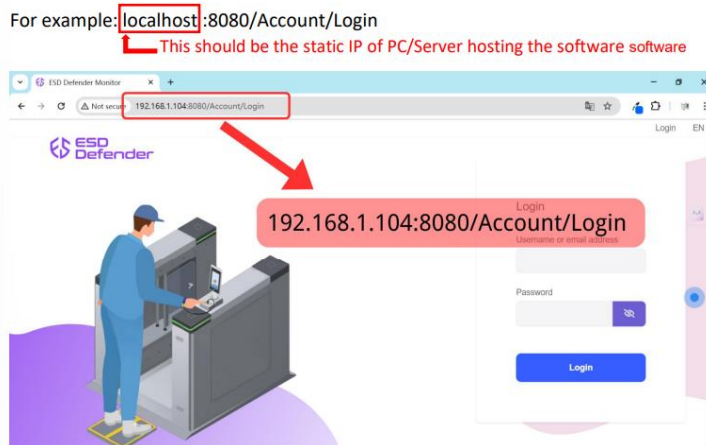 For example: localhost :8080/Account/Login
This should be the static IP of PC/Server hosting the software software
ESD Defender Monitor
Not secure 192.168.1.104:8080/Account/Login
Login EN
ESD
Defender
Login
192.168.1.104:8080/Account/Login
Username or email address
Password
Login